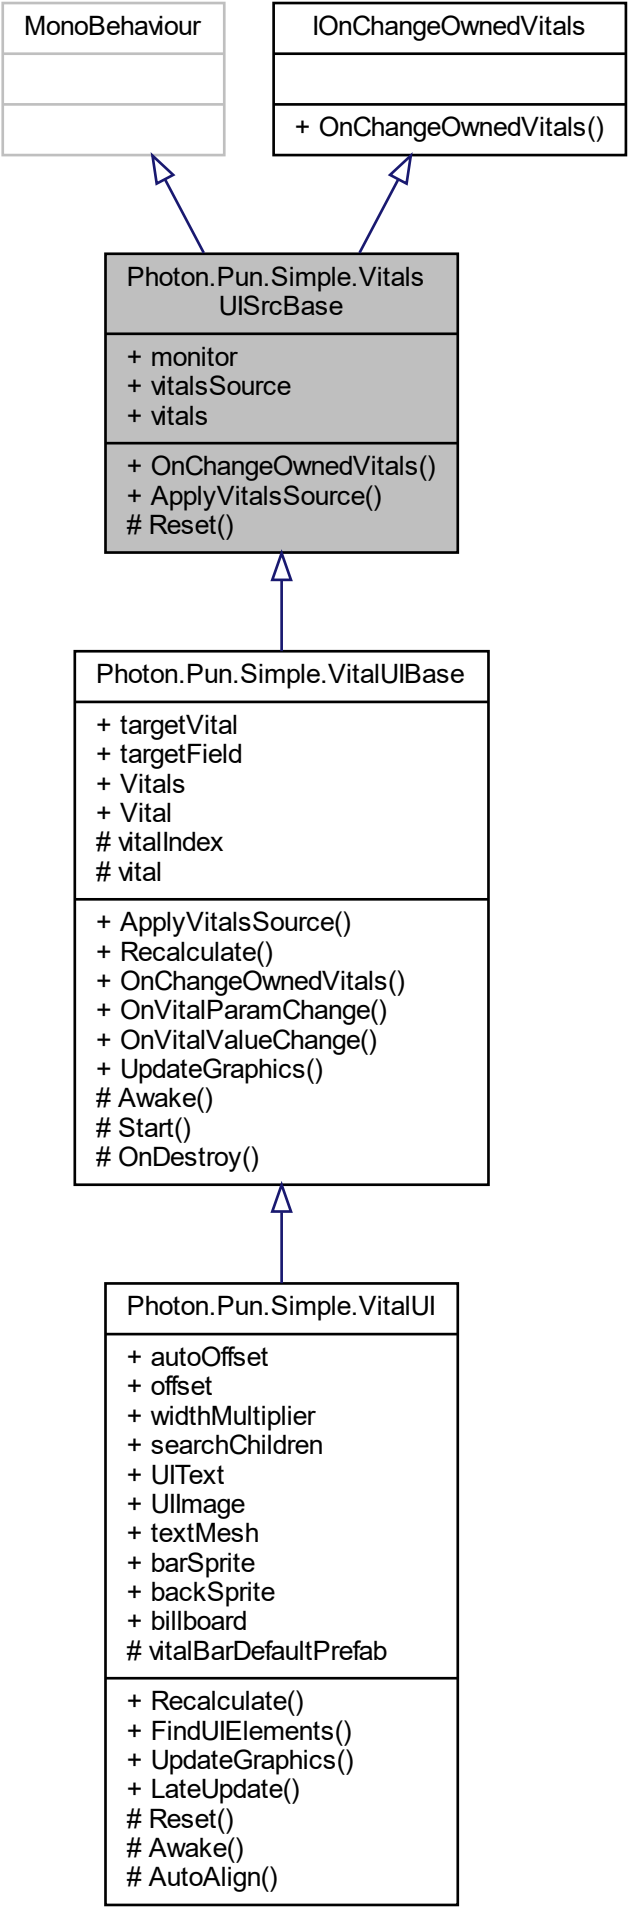 MonoBehaviour
IOnChangeOwnedVitals
+ OnChangeOwnedVitals()
Photon.Pun.Simple.Vitals
UISrcBase
+ monitor
+ vitalsSource
+ vitals
+ OnChangeOwnedVitals()
+ ApplyVitalsSource()
# Reset()
Photon.Pun.Simple.VitalUIBase
+ targetVital
+ targetField
+ Vitals
+ Vital
# vitalIndex
# vital
+ ApplyVitalsSource()
+ Recalculate()
+ OnChangeOwnedVitals()
+ OnVitalParamChange()
+ OnVitalValueChange()
+ UpdateGraphics()
# Awake()
# Start()
# OnDestroy()
Photon.Pun.Simple.VitalUI
+ autoOffset
+ offset
+ widthMultiplier
+ searchChildren
+ UIText
+ UIImage
+ textMesh
+ barSprite
+ backSprite
+ billboard
# vitalBarDefaultPrefab
+ Recalculate()
+ FindUIElements()
+ UpdateGraphics()
+ LateUpdate()
# Reset()
# Awake()
# AutoAlign()